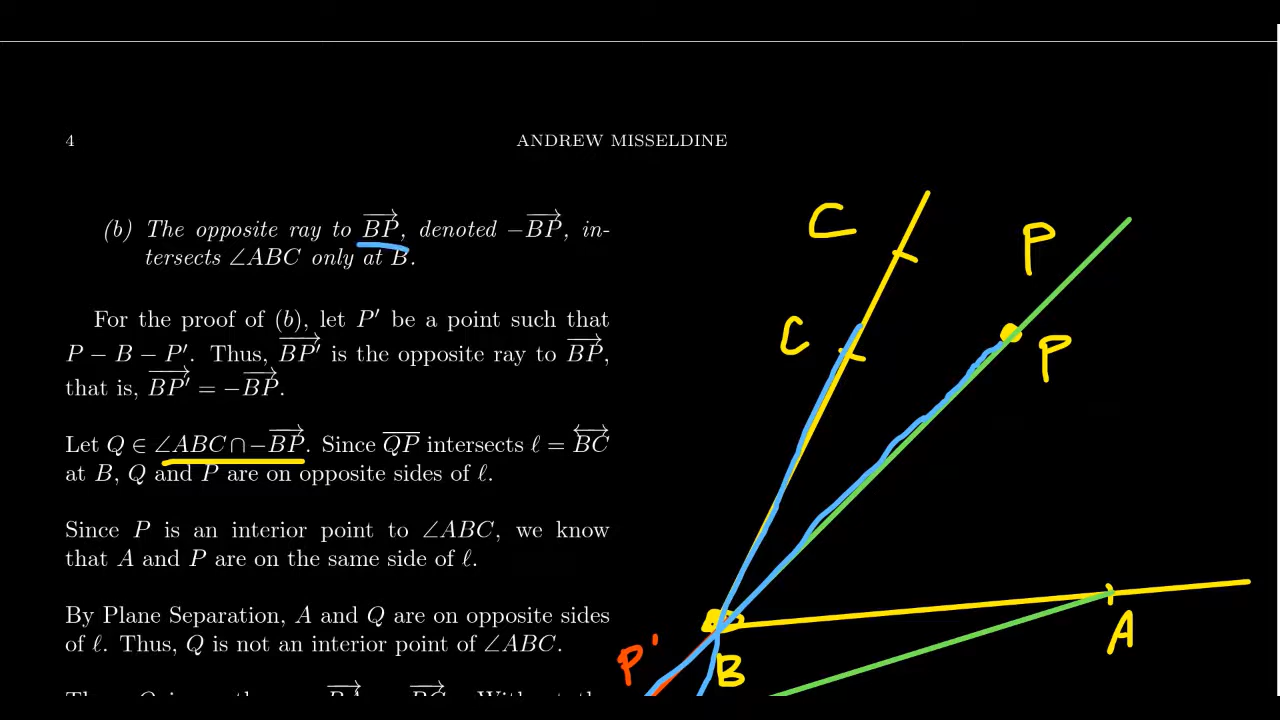 4
ANDREW MISSELDINE
(b) The opposite ray to $\overrightarrow{BP}$, denoted $-\overrightarrow{BP}$, in-
tersects ∠ABC only at B.
For the proof of (b), let P′ be a point such that
P − B − P′. Thus, $\overrightarrow{BP'}$ is the opposite ray to $\overrightarrow{BP}$,
that is, $\overrightarrow{BP'} = -\overrightarrow{BP}$.
Let Q ∈ ∠ABC ∩ −$\overrightarrow{BP}$. Since $\overline{QP}$ intersects ℓ = $\overleftrightarrow{BC}$
at B, Q and P are on opposite sides of ℓ.
Since P is an interior point to ∠ABC, we know
that A and P are on the same side of ℓ.
By Plane Separation, A and Q are on opposite sides
of ℓ. Thus, Q is not an interior point of ∠ABC.
C
P
C
P
A
P'
B